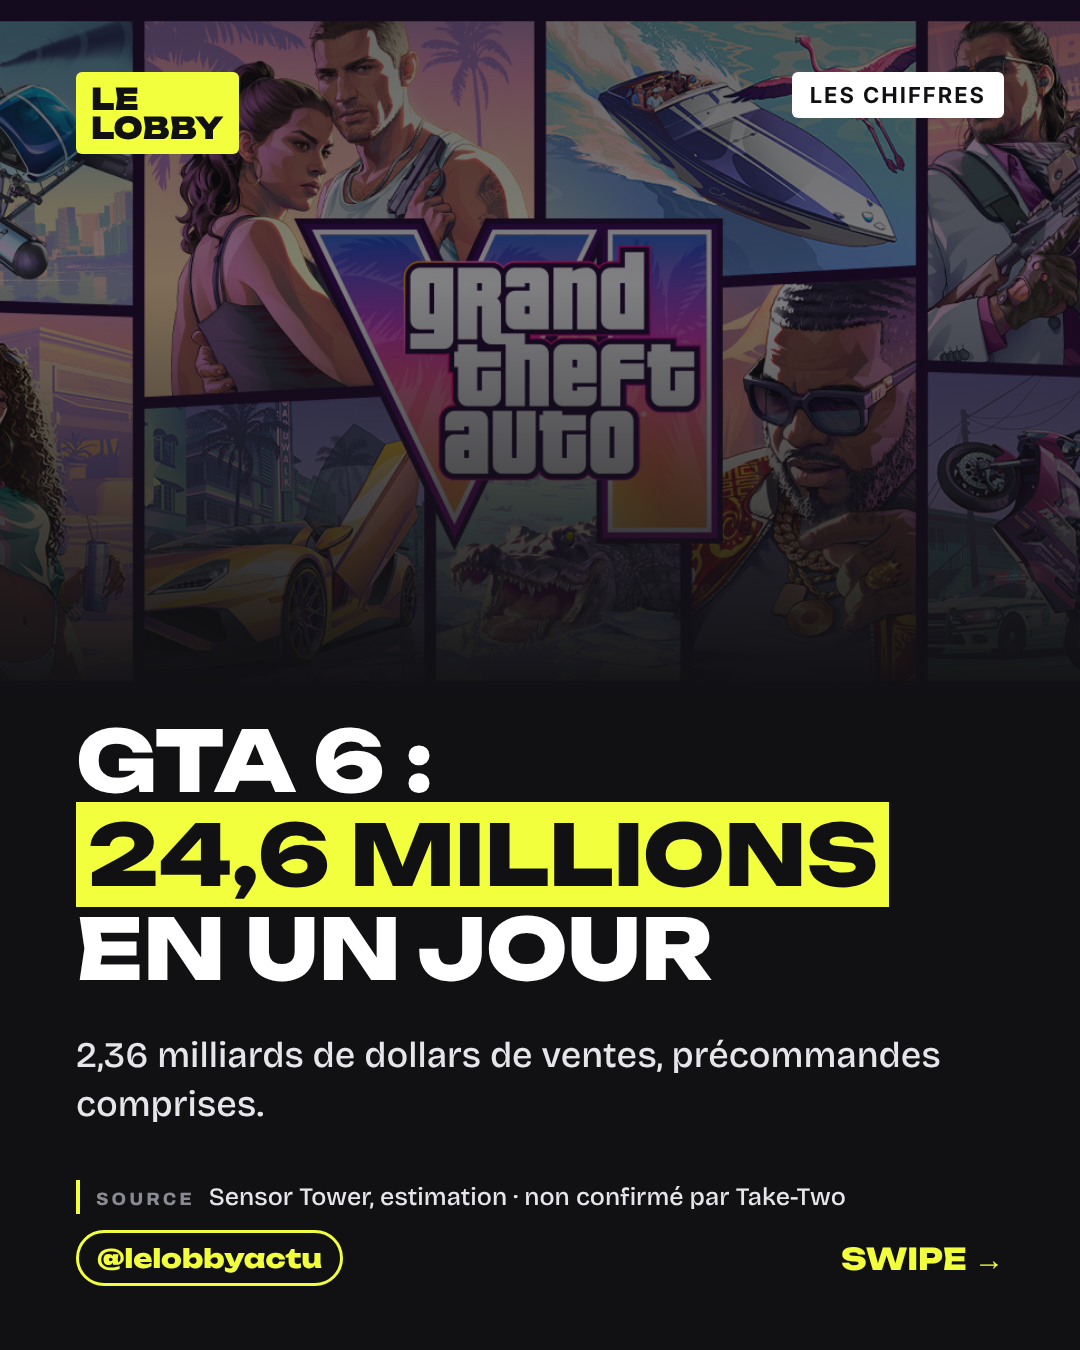 LE
LOBBY
LES CHIFFRES
grand
theft
auto
VI
GTA 6 :
24,6 MILLIONS
EN UN JOUR
2,36 milliards de dollars de ventes, précommandes
comprises.
SOURCE Sensor Tower, estimation · non confirmé par Take-Two
@lelobbyactu
SWIPE →